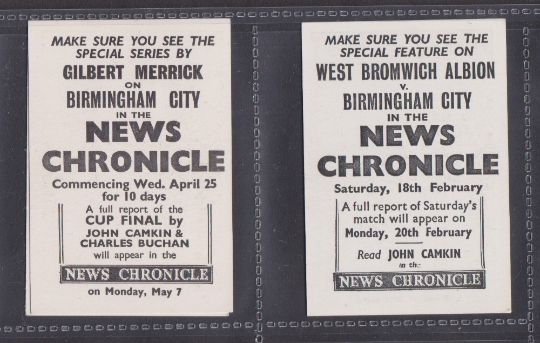 MAKE SURE YOU SEE THE
SPECIAL SERIES BY
GILBERT MERRICK
ON
BIRMINGHAM CITY
IN THE
NEWS
CHRONICLE
Commencing Wed. April 25
for 10 days
A full report of the
CUP FINAL by
JOHN CAMKIN &
CHARLES BUCHAN
will appear in the
NEWS CHRONICLE
on Monday, May 7
MAKE SURE YOU SEE THE
SPECIAL FEATURE ON
WEST BROMWICH ALBION
v.
BIRMINGHAM CITY
IN THE
NEWS
CHRONICLE
Saturday, 18th February
A full report of Saturday's
match will appear on
Monday, 20th February
Read JOHN CAMKIN
in the
NEWS CHRONICLE